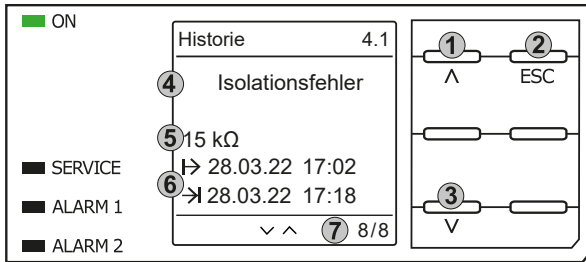 ON
SERVICE
ALARM 1
ALARM 2
Historie 4.1
4 Isolationsfehler
5 15 kΩ
28.03.22 17:02
6
28.03.22 17:18
7 8/8
1 2
ESC
3